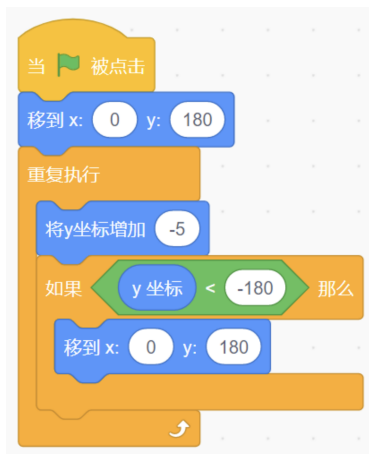 当 被点击
移到 x: 0 y: 180
重复执行
将y坐标增加 -5
如果 y 坐标 < -180 那么
移到 x: 0 y: 180